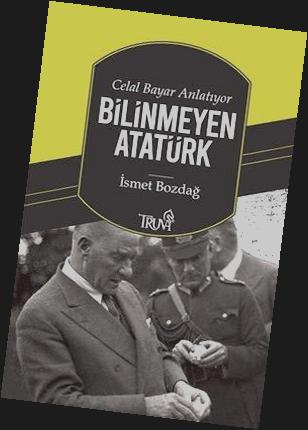 Celal Bayar Anlatıyor
BİLİNMEYEN
ATATÜRK
İsmet Bozdağ
TRUVA